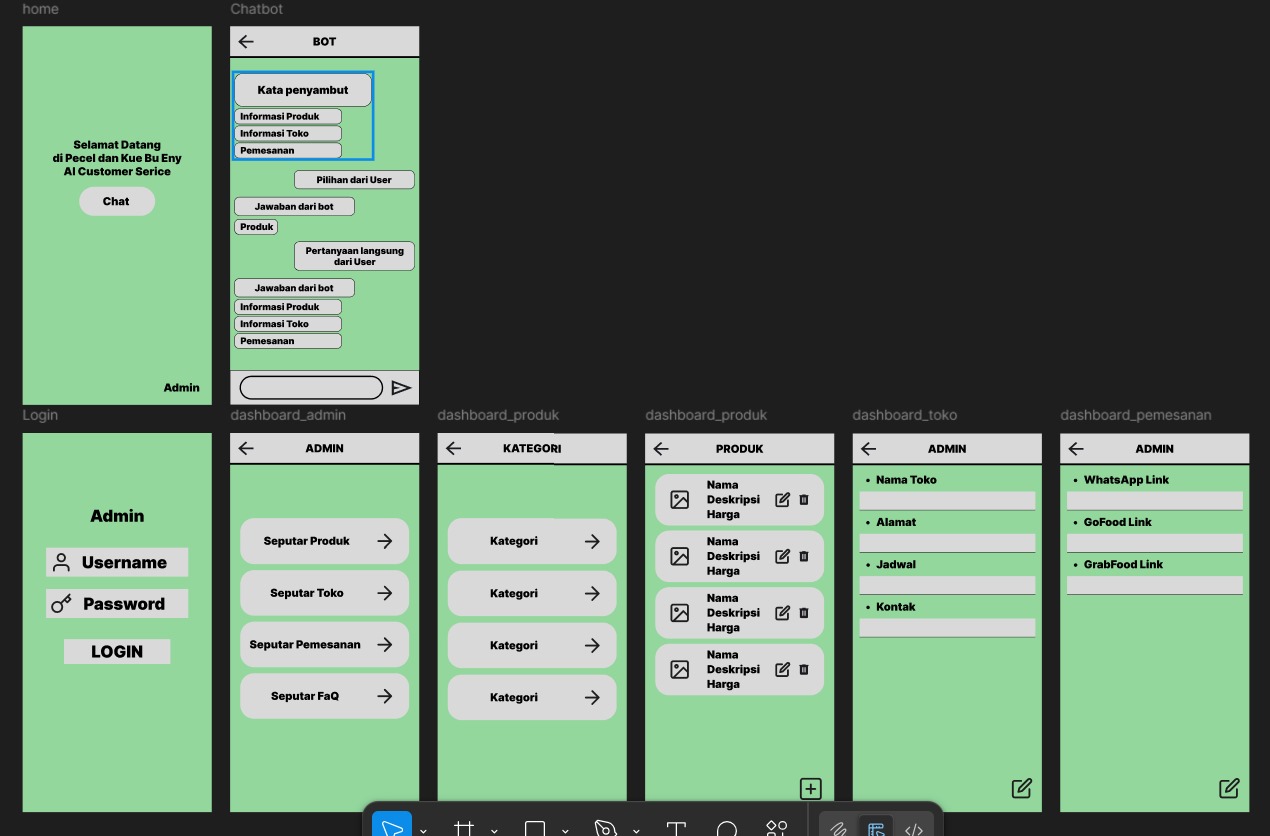 home
Chatbot
Selamat Datang
di Pecel dan Kue Bu Eny
AI Customer Serice
Chat
Admin
BOT
Kata penyambut
Informasi Produk
Informasi Toko
Pemesanan
Pilihan dari User
Jawaban dari bot
Produk
Pertanyaan langsung
dari User
Jawaban dari bot
Informasi Produk
Informasi Toko
Pemesanan
Login
dashboard_admin
dashboard_produk
dashboard_produk
dashboard_toko
dashboard_pemesanan
Admin
Username
Password
LOGIN
ADMIN
Seputar Produk
Seputar Toko
Seputar Pemesanan
Seputar FaQ
KATEGORI
Kategori
Kategori
Kategori
Kategori
PRODUK
Nama
Deskripsi
Harga
Nama
Deskripsi
Harga
Nama
Deskripsi
Harga
Nama
Deskripsi
Harga
ADMIN
• Nama Toko
• Alamat
• Jadwal
• Kontak
ADMIN
• WhatsApp Link
• GoFood Link
• GrabFood Link